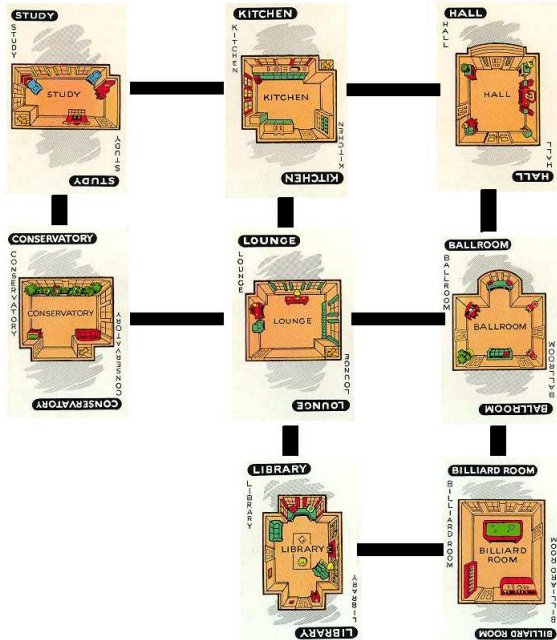 STUDY
STUDY
STUDY
STUDY
STUDY
KITCHEN
KITCHEN
KITCHEN
KITCHEN
KITCHEN
HALL
HALL
HALL
HALL
HALL
CONSERVATORY
CONSERVATORY
CONSERVATORY
CONSERVATORY
CONSERVATORY
LOUNGE
LOUNGE
LOUNGE
LOUNGE
LOUNGE
BALLROOM
BALLROOM
BALLROOM
BALLROOM
BALLROOM
LIBRARY
LIBRARY
LIBRARY
LIBRARY
LIBRARY
BILLIARD ROOM
BILLIARD ROOM
BILLIARD
ROOM
BILLIARD ROOM
BILLIARD ROOM